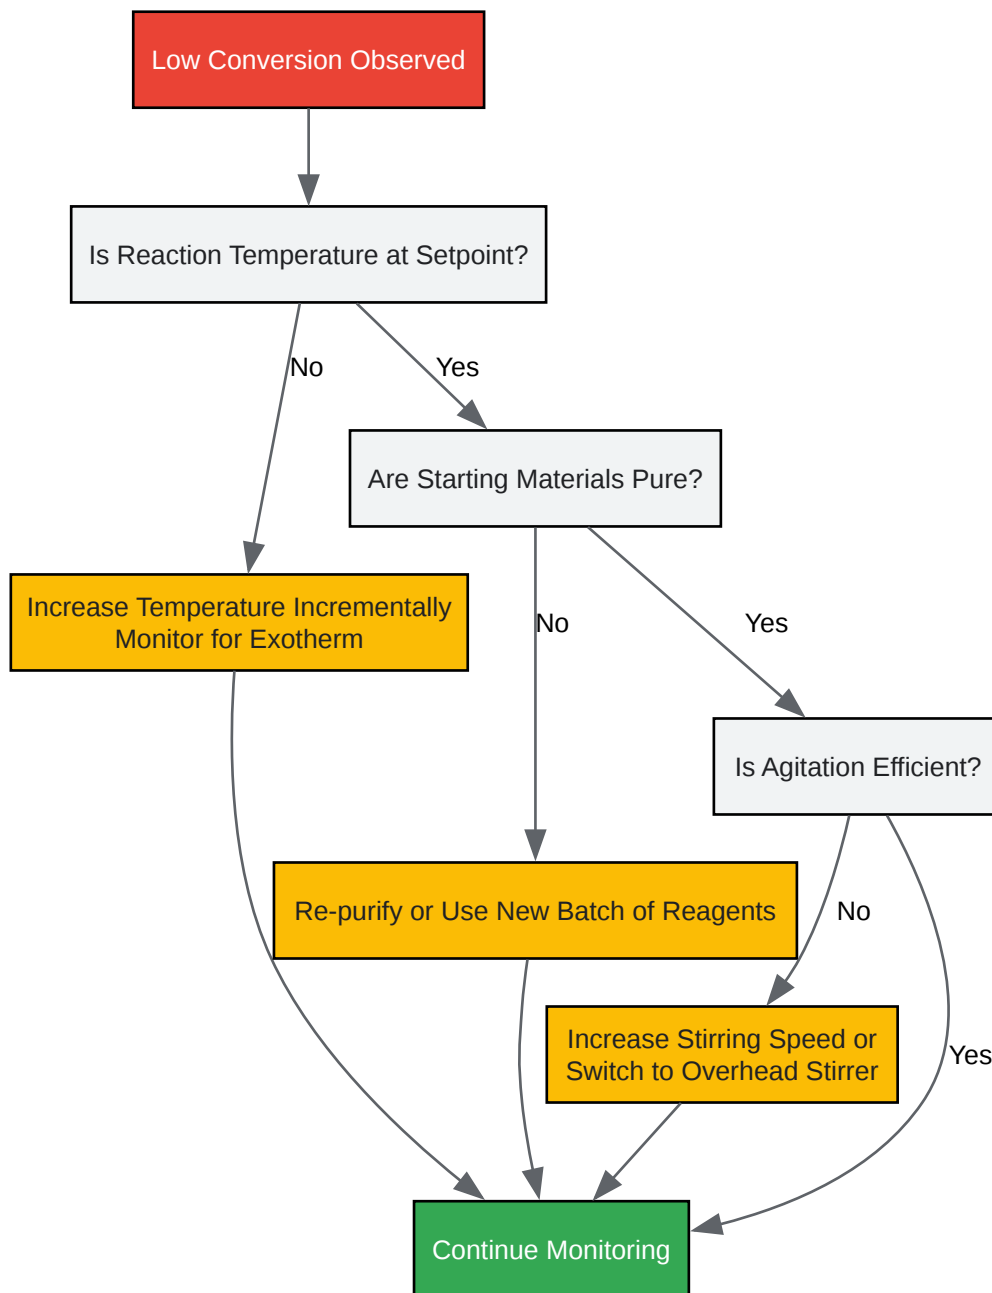 Low Conversion Observed
Is Reaction Temperature at Setpoint?
No
Yes
Are Starting Materials Pure?
Increase Temperature Incrementally
Monitor for Exotherm
No
Yes
Is Agitation Efficient?
Re-purify or Use New Batch of Reagents
No
Increase Stirring Speed or
Switch to Overhead Stirrer
Yes
Continue Monitoring